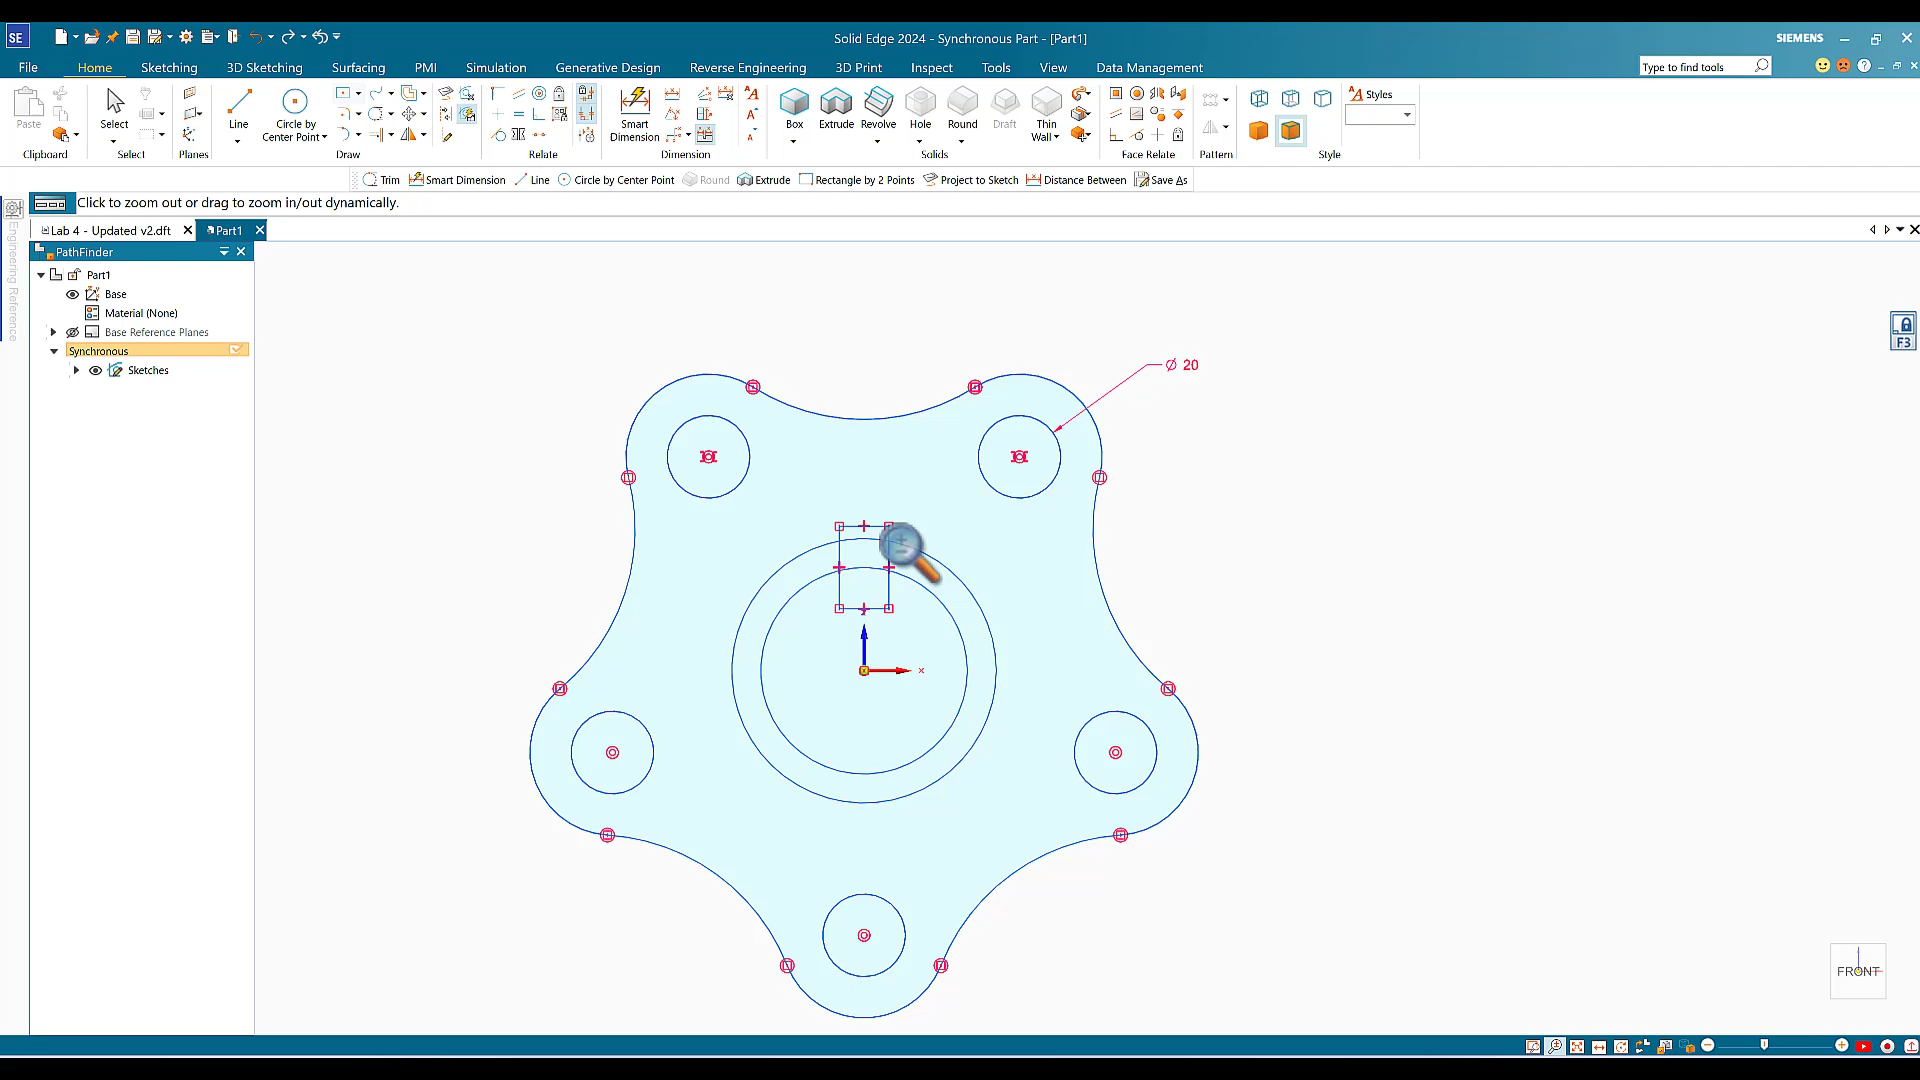 SE
Solid Edge 2024 - Synchronous Part - [Part1]
SIEMENS
File Home Sketching 3D Sketching Surfacing PMI Simulation Generative Design Reverse Engineering 3D Print Inspect Tools View Data Management
Type to find tools
Paste
Select
Line
Circle by Center Point
Smart Dimension
Box
Extrude
Revolve
Hole
Round
Draft
Thin Wall
Styles
Clipboard Select Planes Draw Relate Dimension Solids Face Relate Pattern Style
Trim Smart Dimension Line Circle by Center Point Round Extrude Rectangle by 2 Points Project to Sketch Distance Between Save As
Click to zoom out or drag to zoom in/out dynamically.
Lab 4 - Updated v2.dft
Part1
PathFinder
Part1
Base
Material (None)
Base Reference Planes
Synchronous
Sketches
Engineering Reference
F3
Ø 20
x
FRONT